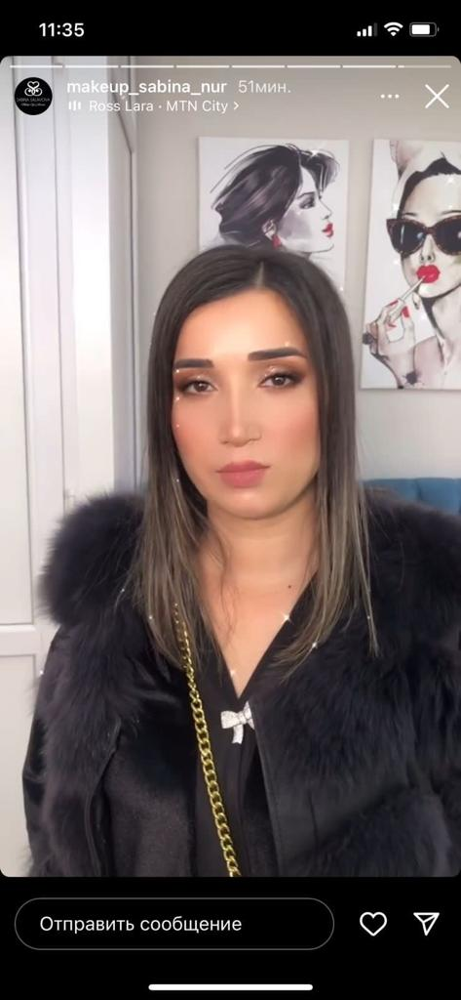 11:35
makeup_sabina_nur 51мин.
Ross Lara · MTN City >
Отправить сообщение